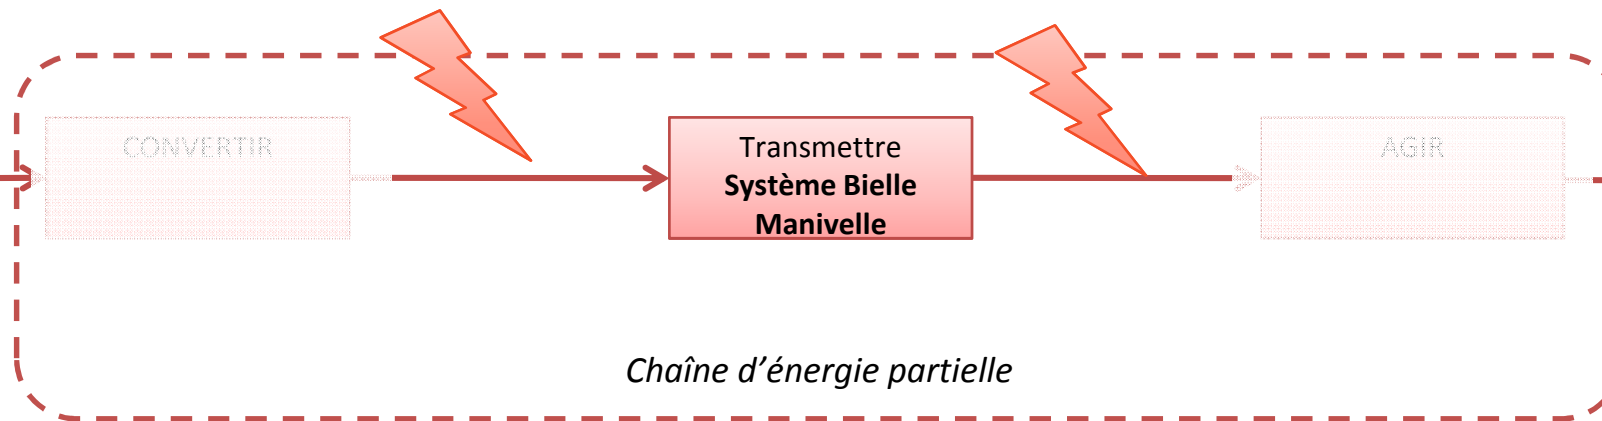 CONVERTIR
Transmettre
Système Bielle
Manivelle
AGIR
Chaîne d’énergie partielle